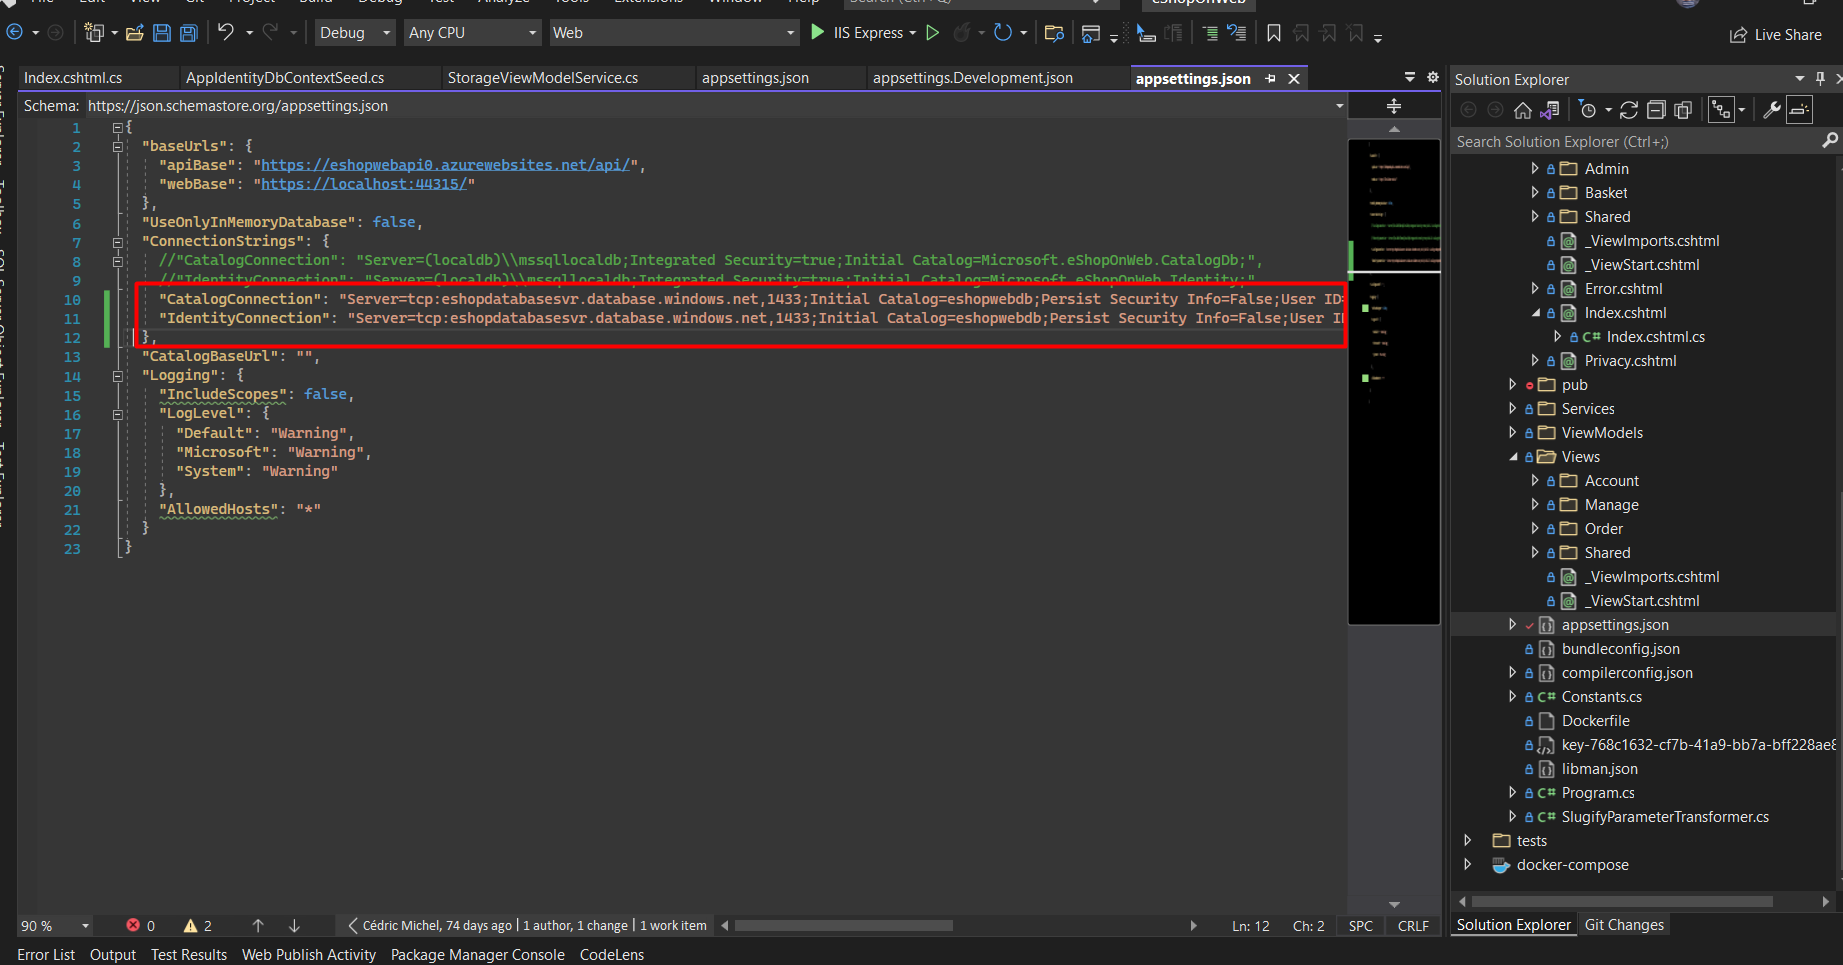 eShopOnWeb
Debug
Any CPU
Web
IIS Express
Live Share
Index.cshtml.cs
AppIdentityDbContextSeed.cs
StorageViewModelService.cs
appsettings.json
appsettings.Development.json
appsettings.json
Schema: https://json.schemastore.org/appsettings.json
1 {
2 "baseUrls": {
3 "apiBase": "https://eshopwebapi0.azurewebsites.net/api/",
4 "webBase": "https://localhost:44315/"
5 },
6 "UseOnlyInMemoryDatabase": false,
7 "ConnectionStrings": {
8 //"CatalogConnection": "Server=(localdb)\\mssqllocaldb;Integrated Security=true;Initial Catalog=Microsoft.eShopOnWeb.CatalogDb;",
9 //"IdentityConnection": "Server=(localdb)\\mssqllocaldb;Integrated Security=true;Initial Catalog=Microsoft.eShopOnWeb.Identity;"
10 "CatalogConnection": "Server=tcp:eshopdatabasesvr.database.windows.net,1433;Initial Catalog=eshopwebdb;Persist Security Info=False;User ID=
11 "IdentityConnection": "Server=tcp:eshopdatabasesvr.database.windows.net,1433;Initial Catalog=eshopwebdb;Persist Security Info=False;User
12 },
13 "CatalogBaseUrl": "",
14 "Logging": {
15 "IncludeScopes": false,
16 "LogLevel": {
17 "Default": "Warning",
18 "Microsoft": "Warning",
19 "System": "Warning"
20 },
21 "AllowedHosts": "*"
22 }
23 }
90 %
0
2
Cédric Michel, 74 days ago | 1 author, 1 change | 1 work item
Ln: 12
Ch: 2
SPC
CRLF
Error List
Output
Test Results
Web Publish Activity
Package Manager Console
CodeLens
Solution Explorer
Search Solution Explorer (Ctrl+;)
Admin
Basket
Shared
_ViewImports.cshtml
_ViewStart.cshtml
Error.cshtml
Index.cshtml
C# Index.cshtml.cs
Privacy.cshtml
pub
Services
ViewModels
Views
Account
Manage
Order
Shared
_ViewImports.cshtml
_ViewStart.cshtml
appsettings.json
bundleconfig.json
compilerconfig.json
C# Constants.cs
Dockerfile
key-768c1632-cf7b-41a9-bb7a-bff228ae8
libman.json
C# Program.cs
C# SlugifyParameterTransformer.cs
tests
docker-compose
Solution Explorer
Git Changes